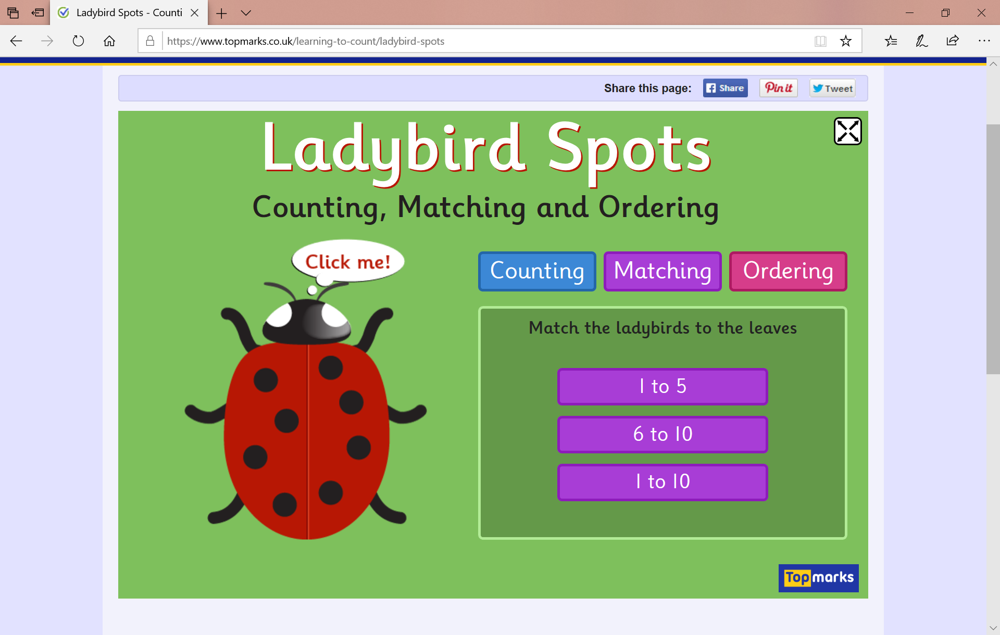 Ladybird Spots - Counti
https://www.topmarks.co.uk/learning-to-count/ladybird-spots
Share this page: Share Pin it Tweet
Ladybird Spots
Counting, Matching and Ordering
Click me!
Counting Matching Ordering
Match the ladybirds to the leaves
1 to 5
6 to 10
1 to 10
Topmarks